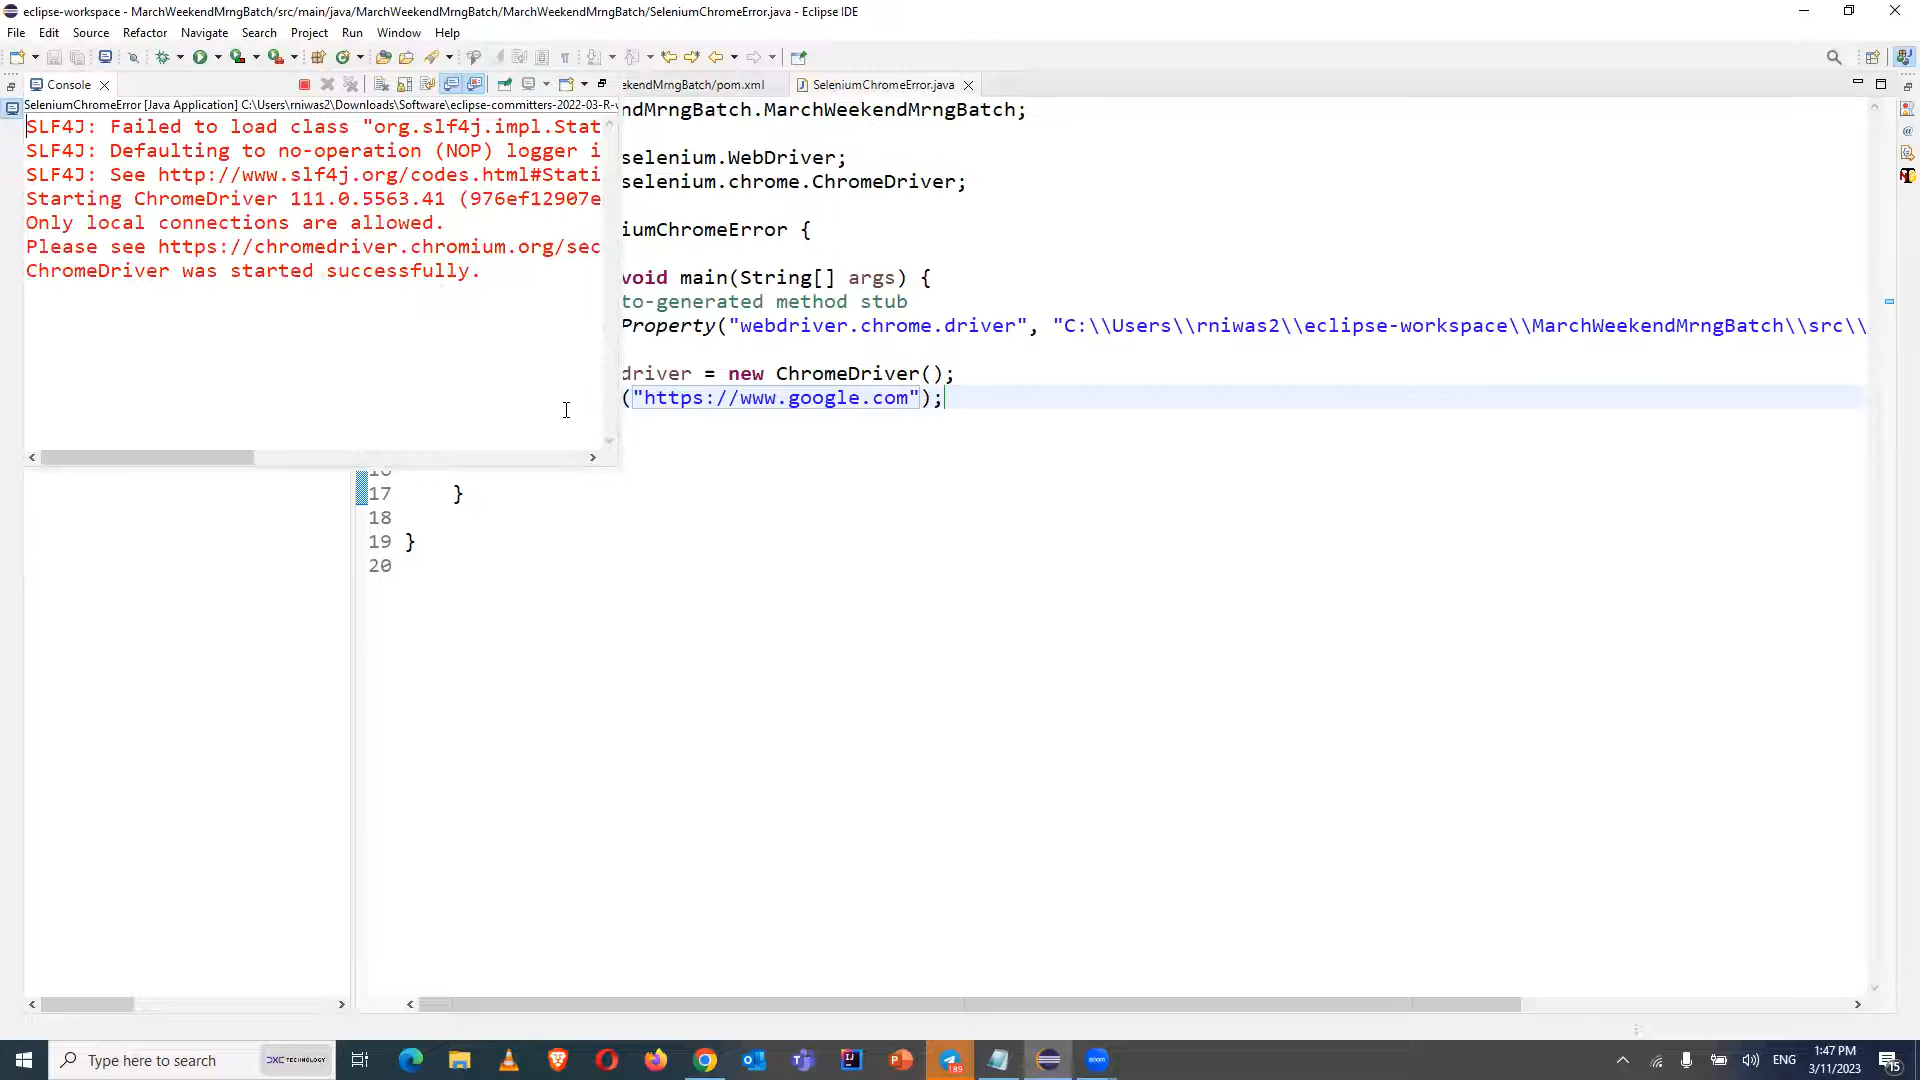 eclipse-workspace - MarchWeekendMrngBatch/src/main/java/MarchWeekendMrngBatch/MarchWeekendMrngBatch/SeleniumChromeError.java - Eclipse IDE
File Edit Source Refactor Navigate Search Project Run Window Help
Console
ekendMrngBatch/pom.xml
SeleniumChromeError.java
SeleniumChromeError [Java Application] C:\Users\rniwas2\Downloads\Software\eclipse-committers-2022-03-R-
SLF4J: Failed to load class "org.slf4j.impl.Stat
SLF4J: Defaulting to no-operation (NOP) logger i
SLF4J: See http://www.slf4j.org/codes.html#Stati
Starting ChromeDriver 111.0.5563.41 (976ef12907e
Only local connections are allowed.
Please see https://chromedriver.chromium.org/sec
ChromeDriver was started successfully.
ndMrngBatch.MarchWeekendMrngBatch;
selenium.WebDriver;
selenium.chrome.ChromeDriver;
iumChromeError {
void main(String[] args) {
to-generated method stub
Property("webdriver.chrome.driver", "C:\\Users\\rniwas2\\eclipse-workspace\\MarchWeekendMrngBatch\\src\\
driver = new ChromeDriver();
("https://www.google.com");
16
17 }
18
19 }
20
Type here to search
DXC TECHNOLOGY
189
zoom
ENG
1:47 PM
3/11/2023
15